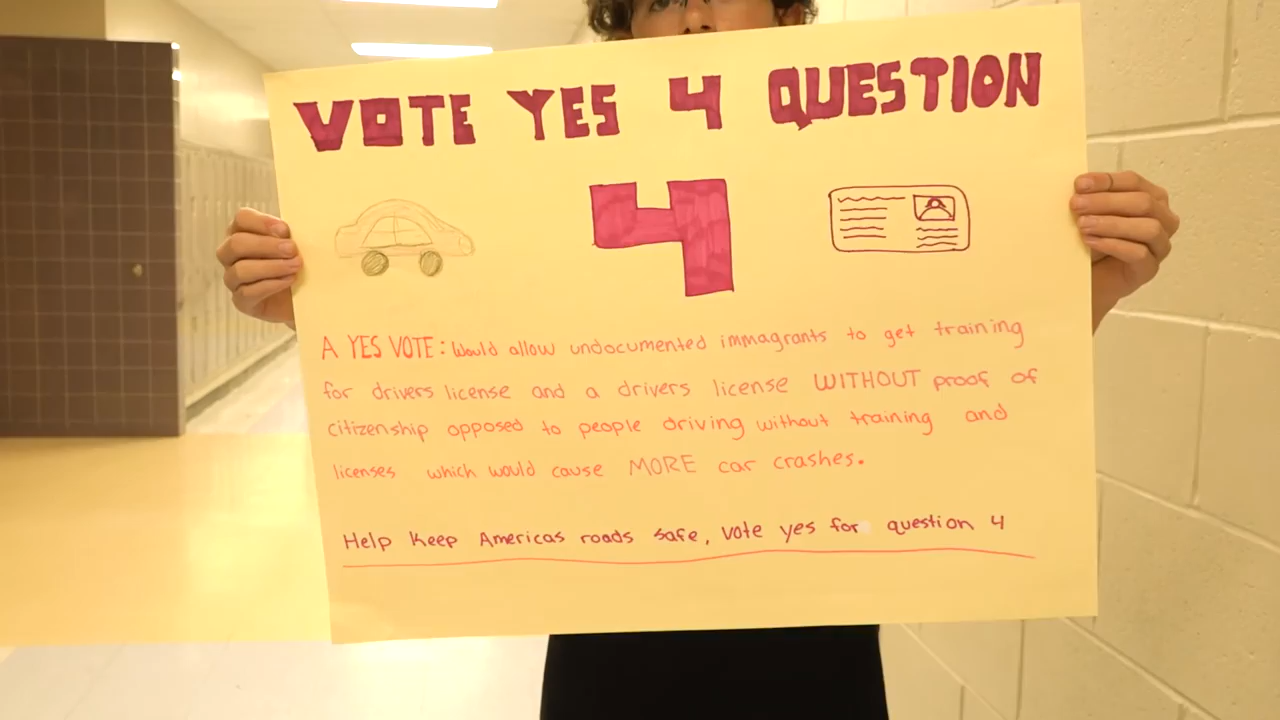 VOTE YES 4 QUESTION
4
A YES VOTE: Would allow undocumented immagrants to get training
for drivers license and a drivers license WITHOUT proof of
citizenship opposed to people driving without training and
licenses which would cause MORE car crashes.
Help Keep Americas roads safe, vote yes for question 4